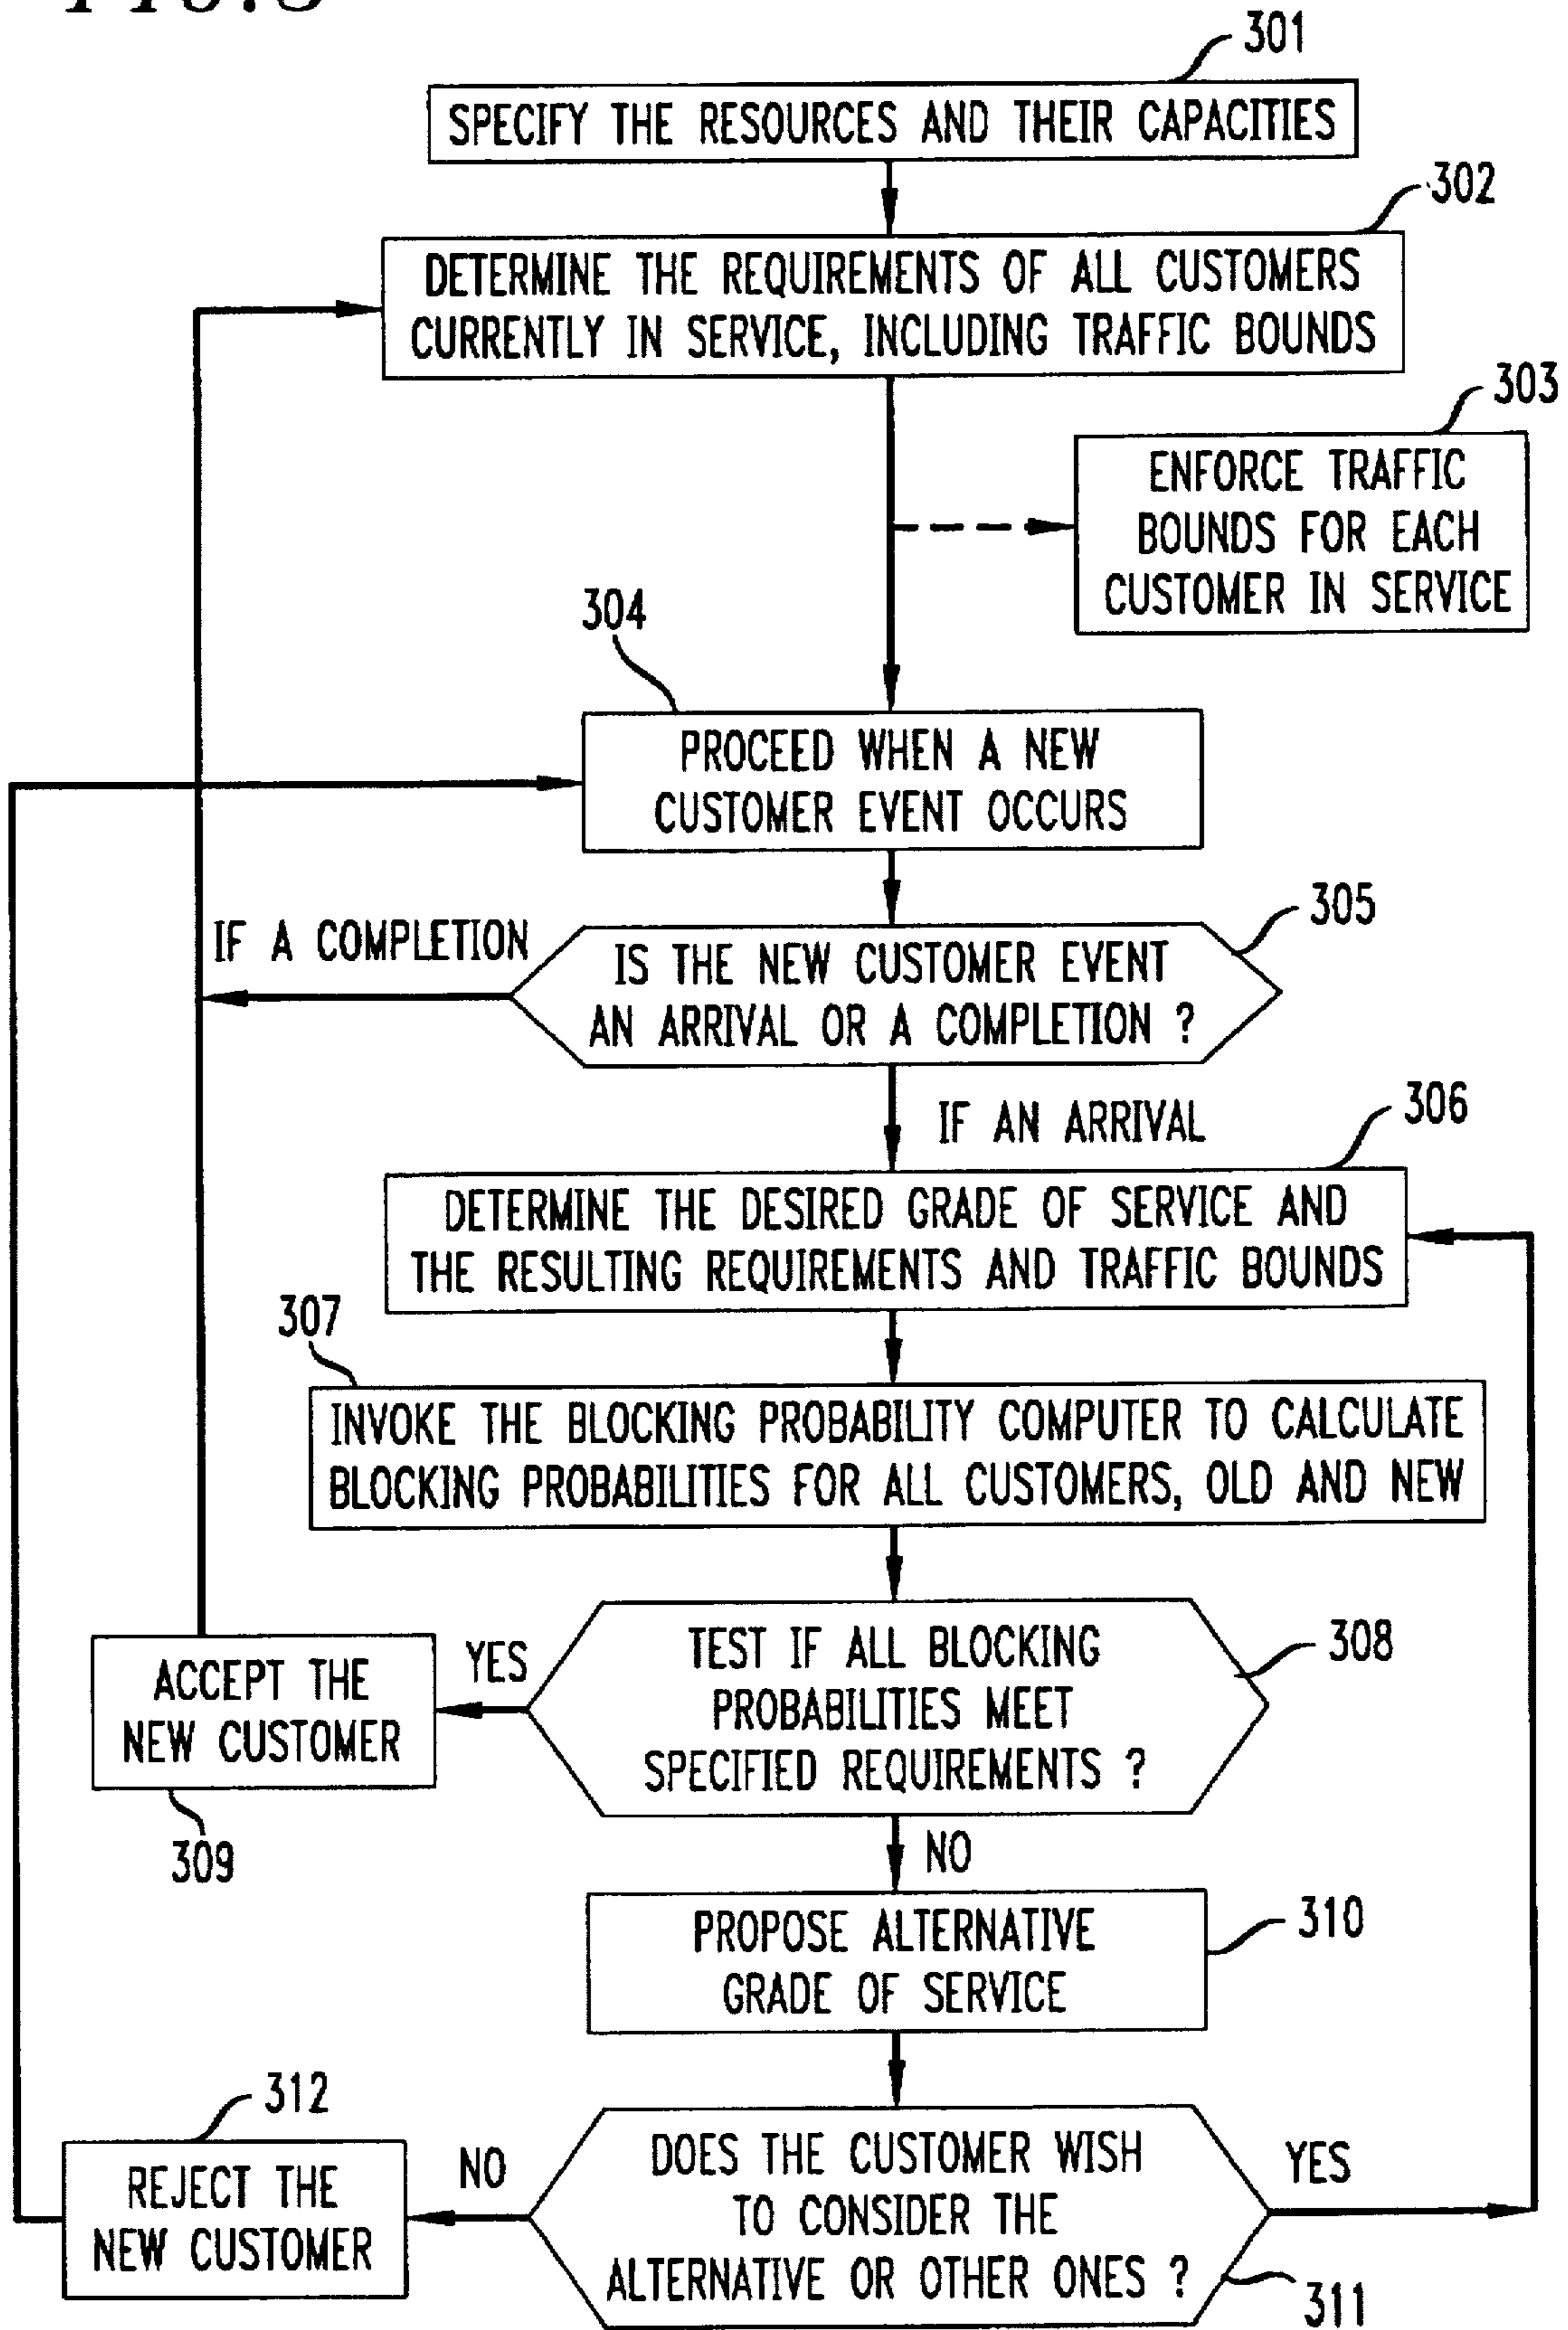 301
SPECIFY THE RESOURCES AND THEIR CAPACITIES
302
DETERMINE THE REQUIREMENTS OF ALL CUSTOMERS
CURRENTLY IN SERVICE, INCLUDING TRAFFIC BOUNDS
303
ENFORCE TRAFFIC
BOUNDS FOR EACH
CUSTOMER IN SERVICE
304
PROCEED WHEN A NEW
CUSTOMER EVENT OCCURS
305
IF A COMPLETION
IS THE NEW CUSTOMER EVENT
AN ARRIVAL OR A COMPLETION ?
IF AN ARRIVAL
306
DETERMINE THE DESIRED GRADE OF SERVICE AND
THE RESULTING REQUIREMENTS AND TRAFFIC BOUNDS
307
INVOKE THE BLOCKING PROBABILITY COMPUTER TO CALCULATE
BLOCKING PROBABILITIES FOR ALL CUSTOMERS, OLD AND NEW
308
TEST IF ALL BLOCKING
PROBABILITIES MEET
SPECIFIED REQUIREMENTS ?
YES
ACCEPT THE
NEW CUSTOMER
309
NO
310
PROPOSE ALTERNATIVE
GRADE OF SERVICE
312
REJECT THE
NEW CUSTOMER
NO
DOES THE CUSTOMER WISH
TO CONSIDER THE
ALTERNATIVE OR OTHER ONES ?
YES
311